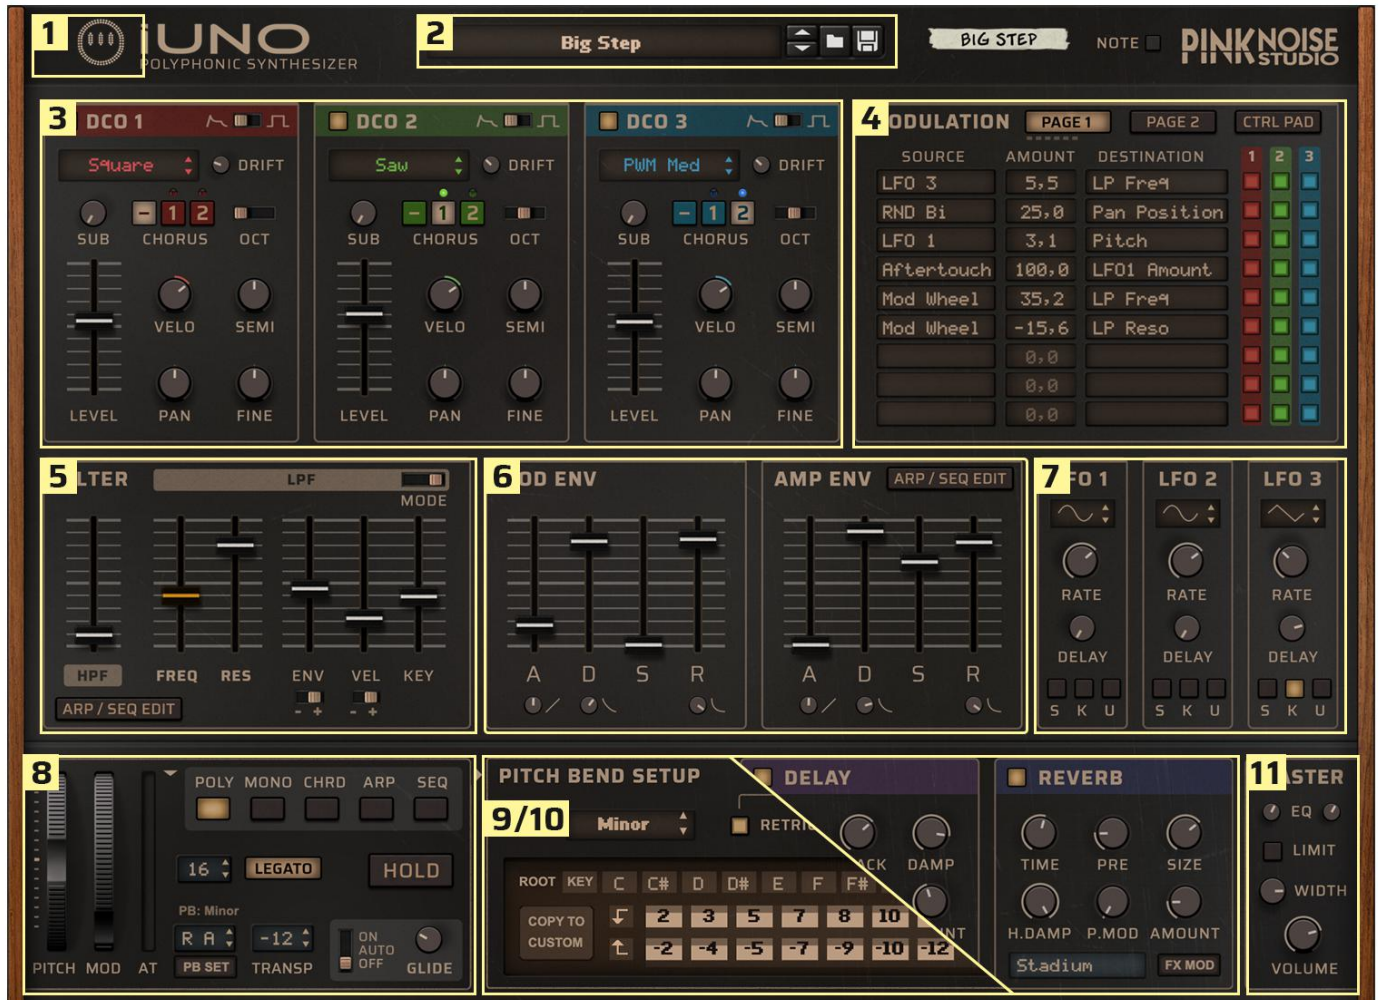 1
iUNO
POLYPHONIC SYNTHESIZER
2
Big Step
BIG STEP
NOTE
PINKNOISE
STUDIO
3
DCO 1
Square
DRIFT
SUB
- 1 2
CHORUS
OCT
VELO
SEMI
LEVEL
PAN
FINE
DCO 2
Saw
DRIFT
SUB
- 1 2
CHORUS
OCT
VELO
SEMI
LEVEL
PAN
FINE
DCO 3
PWM Med
DRIFT
SUB
- 1 2
CHORUS
OCT
VELO
SEMI
LEVEL
PAN
FINE
4
ODULATION
PAGE 1
PAGE 2
CTRL PAD
SOURCE AMOUNT DESTINATION 1 2 3
LFO 3 5,5 LP Freq
RND Bi 25,0 Pan Position
LFO 1 3,1 Pitch
Aftertouch 100,0 LFO1 Amount
Mod Wheel 35,2 LP Freq
Mod Wheel -15,6 LP Reso
0,0
0,0
0,0
5
LTER
LPF
MODE
HPF FREQ RES ENV VEL KEY
- + - +
ARP / SEQ EDIT
6
OD ENV
A D S R
AMP ENV
ARP / SEQ EDIT
A D S R
7
FO 1
RATE
DELAY
S K U
LFO 2
RATE
DELAY
S K U
LFO 3
RATE
DELAY
S K U
8
POLY MONO CHRD ARP SEQ
16
LEGATO
HOLD
PB: Minor
R A
-12
ON
AUTO
OFF
PITCH MOD AT
PB SET
TRANSP
GLIDE
9/10
PITCH BEND SETUP
Minor
RETRI
ROOT KEY C C# D D# E F F#
COPY TO
CUSTOM
2 3 5 7 8 10
-2 -4 -5 -7 -9 -10 -12
DELAY
ACK
DAMP
UNT
REVERB
TIME PRE SIZE
H.DAMP P.MOD AMOUNT
Stadium
FX MOD
11
ASTER
EQ
LIMIT
WIDTH
VOLUME